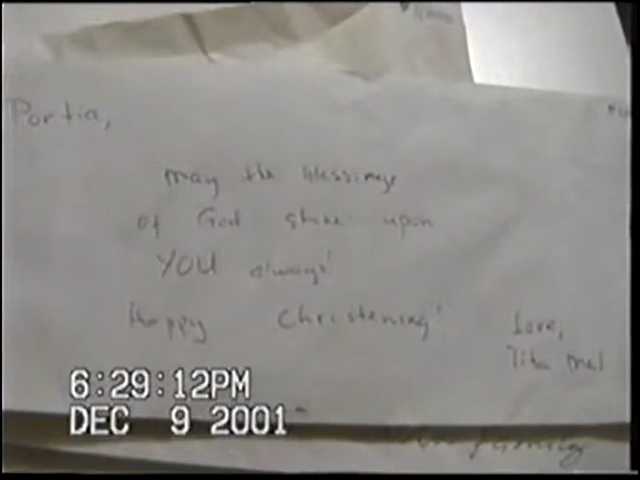 Portia,
May the blessings
of God shine upon
YOU always!
Happy Christening!
Love,
Tita Mel
6:29:12PM
DEC 9 2001